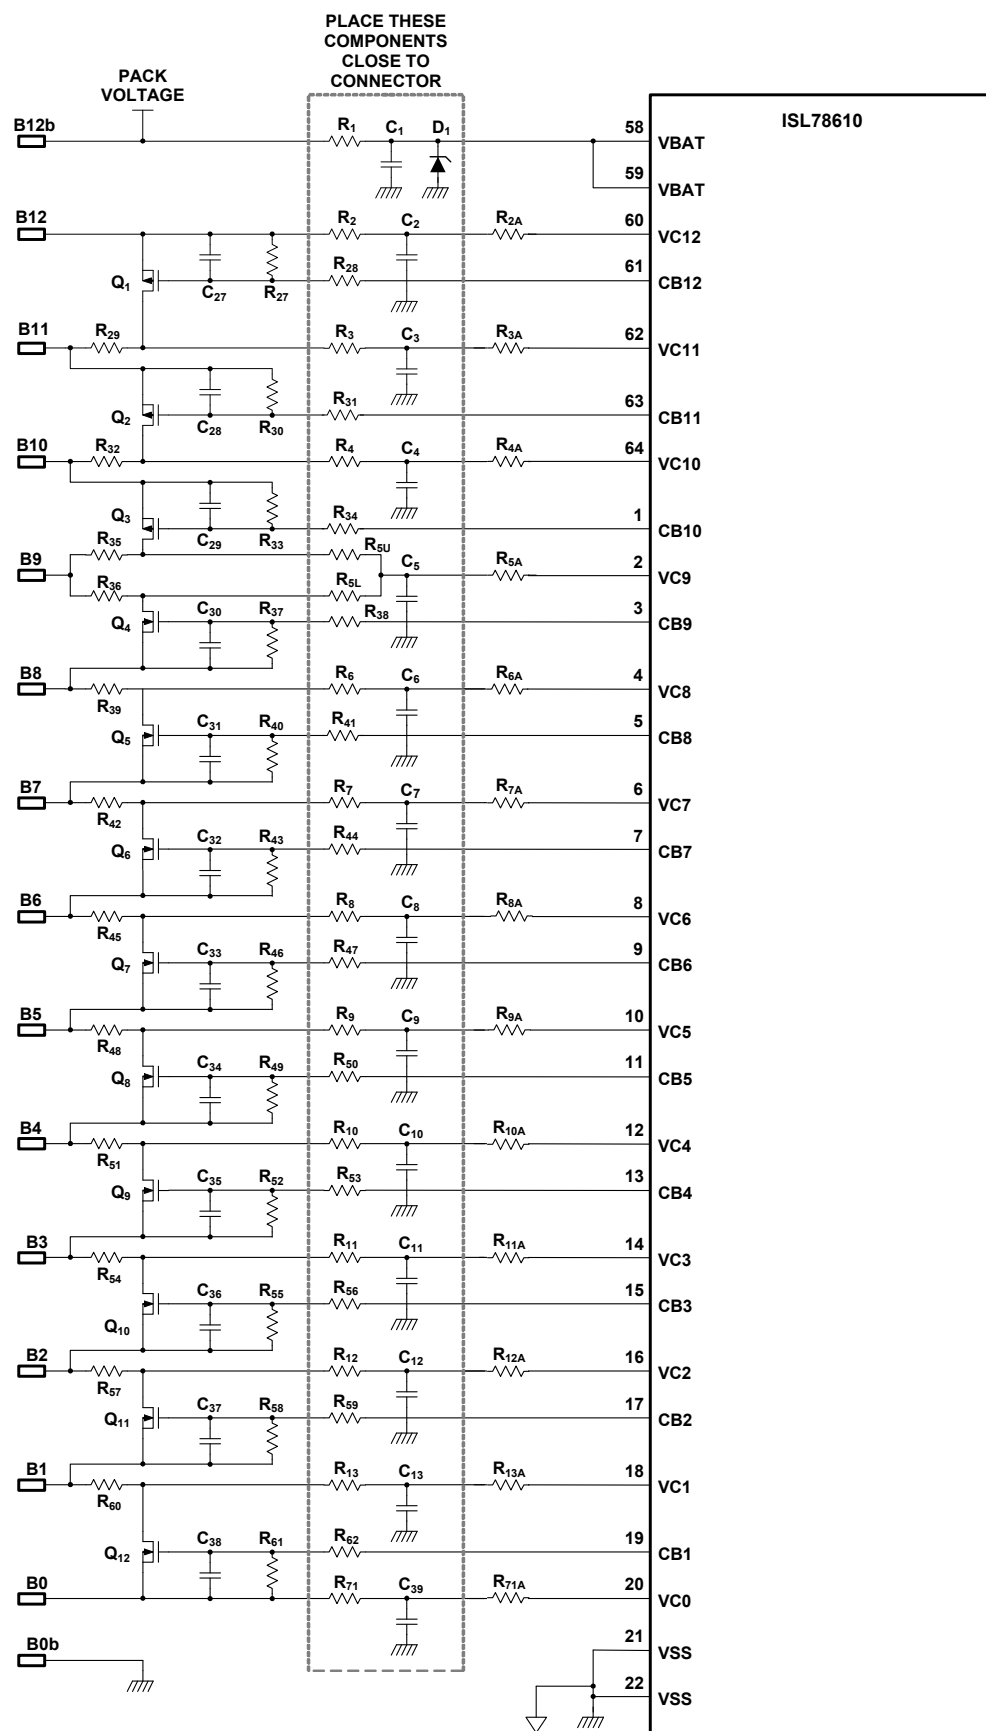 PLACE THESE
COMPONENTS
CLOSE TO
CONNECTOR
PACK
VOLTAGE
ISL78610
B12b R1 C1 D1 58 VBAT
59 VBAT
B12 R2 C2 R2A 60 VC12
Q1 C27 R27 R28 61 CB12
B11 R29 R3 C3 R3A 62 VC11
Q2 C28 R30 R31 63 CB11
B10 R32 R4 C4 R4A 64 VC10
Q3 C29 R33 R34 1 CB10
B9 R35 R5U C5 R5A 2 VC9
R36 R5L
Q4 C30 R37 R38 3 CB9
B8 R39 R6 C6 R6A 4 VC8
Q5 C31 R40 R41 5 CB8
B7 R42 R7 C7 R7A 6 VC7
Q6 C32 R43 R44 7 CB7
B6 R45 R8 C8 R8A 8 VC6
Q7 C33 R46 R47 9 CB6
B5 R48 R9 C9 R9A 10 VC5
Q8 C34 R49 R50 11 CB5
B4 R51 R10 C10 R10A 12 VC4
Q9 C35 R52 R53 13 CB4
B3 R54 R11 C11 R11A 14 VC3
Q10 C36 R55 R56 15 CB3
B2 R57 R12 C12 R12A 16 VC2
Q11 C37 R58 R59 17 CB2
B1 R60 R13 C13 R13A 18 VC1
Q12 C38 R61 R62 19 CB1
B0 R71 C39 R71A 20 VC0
B0b 21 VSS
22 VSS